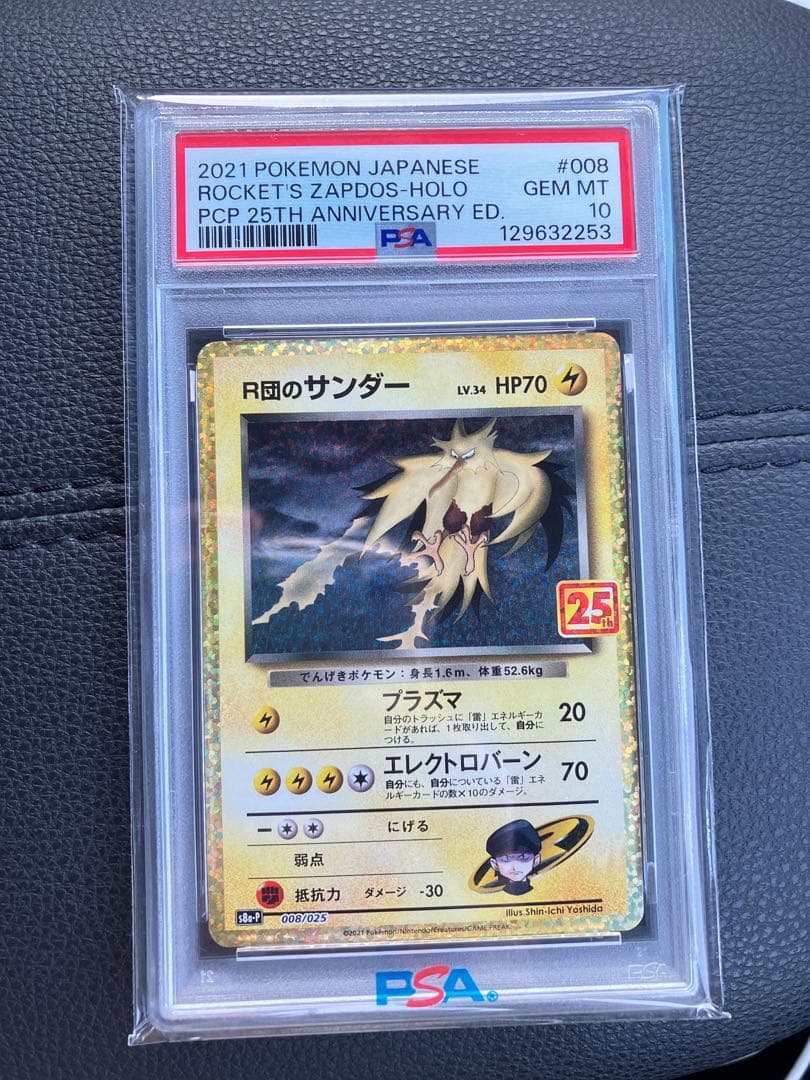 2021 POKEMON JAPANESE #008
ROCKET'S ZAPDOS-HOLO GEM MT
PCP 25TH ANNIVERSARY ED. 10
PSA 129632253
R団のサンダー LV.34 HP70
25th
でんげきポケモン：身長1.6m、体重52.6kg
プラズマ 20
自分のトラッシュに「雷」エネルギーカ
ードがあれば、1枚取り出して、自分に
つける。
エレクトロバーン 70
自分にも、自分についている「雷」エネ
ルギーカードの数×10のダメージ。
にげる
弱点
抵抗力 ダメージ -30
illus.Shin-ichi Yoshida
s8a-P 008/025
©2021 Pokémon/Nintendo/Creatures/GAME FREAK.
PSA®
PSA